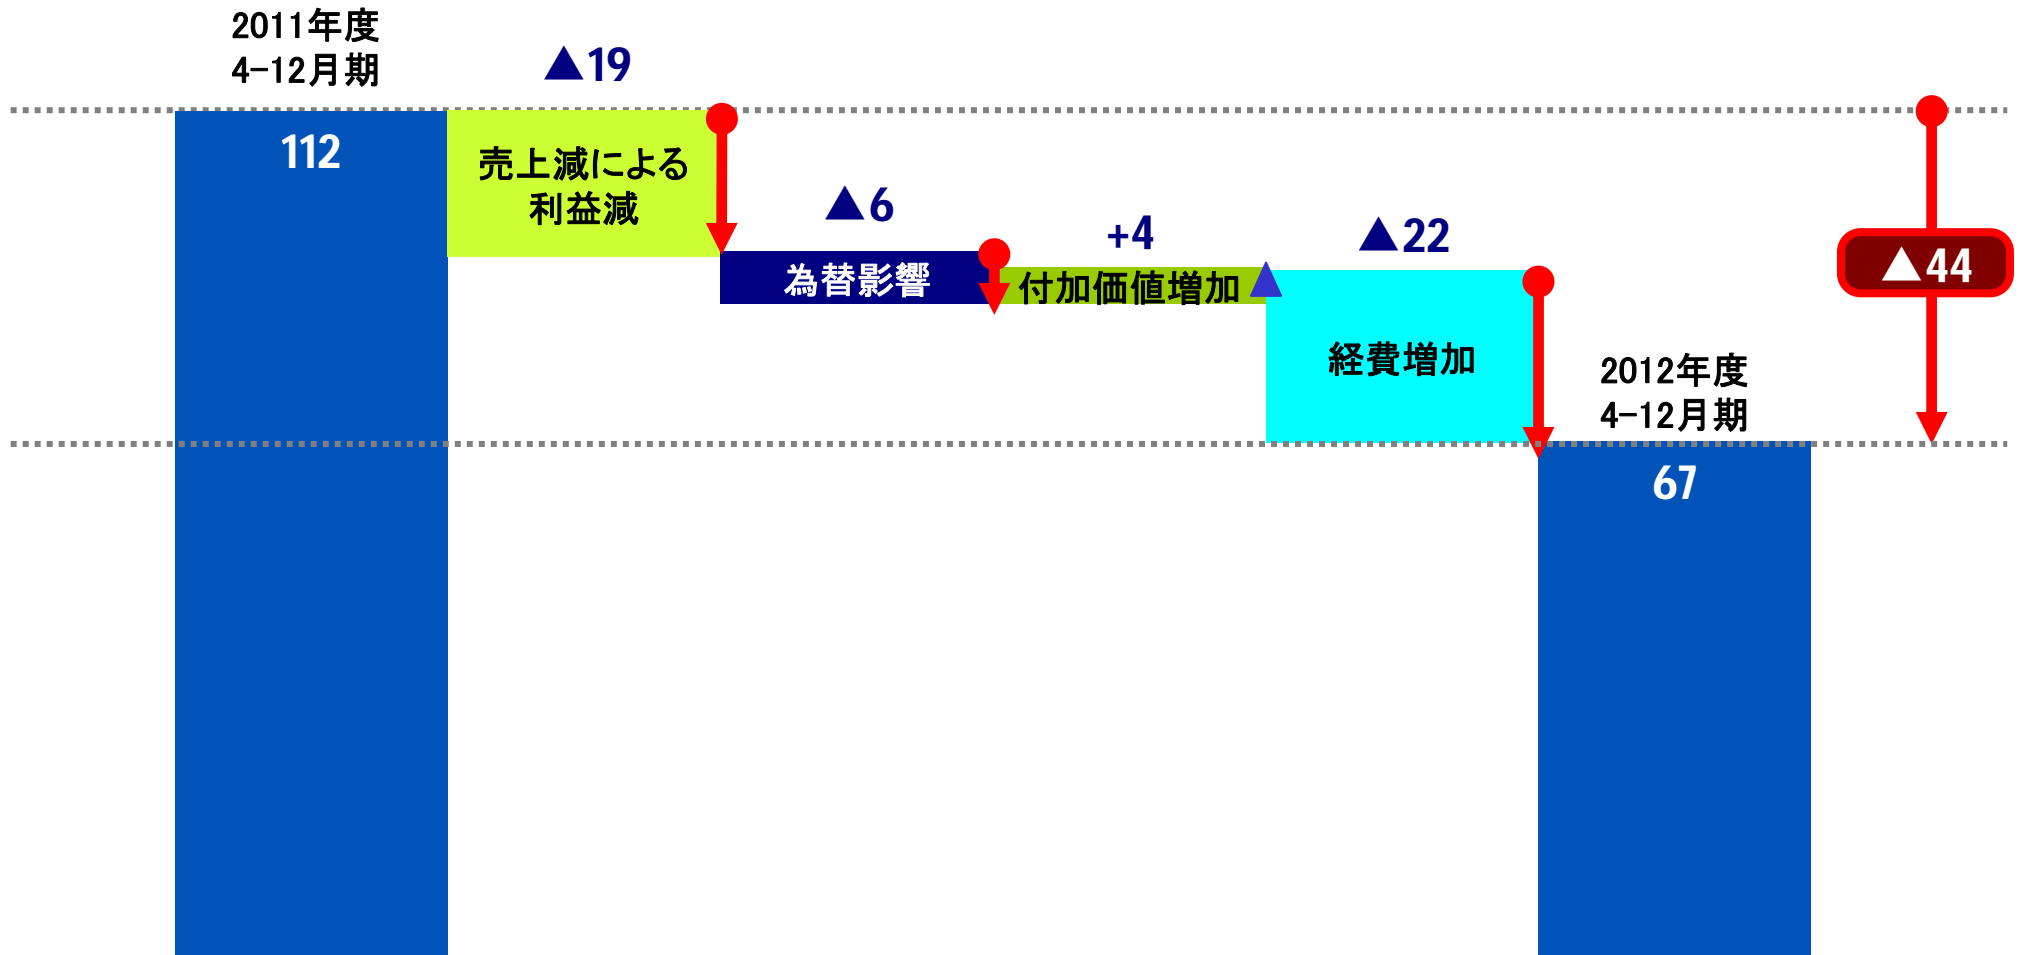 2011年度
4-12月期
112
▲19
売上減による
利益減
▲6
為替影響
+4
付加価値増加
▲22
経費増加
2012年度
4-12月期
67
▲44